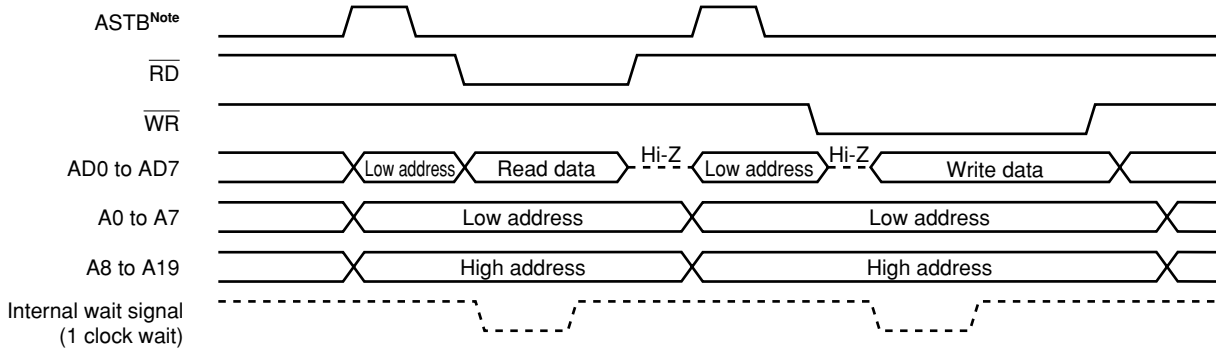 ASTBNote
RD
WR
AD0 to AD7 Low address Read data Hi-Z Low address Hi-Z Write data
A0 to A7 Low address Low address
A8 to A19 High address High address
Internal wait signal
(1 clock wait)